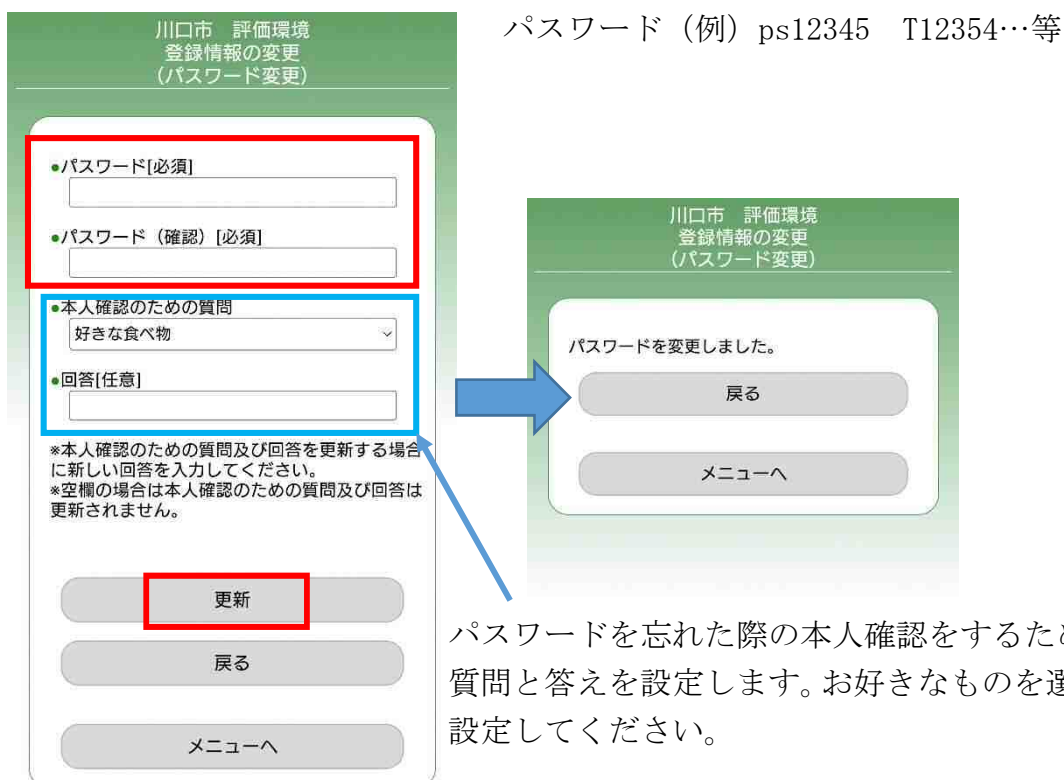 川口市　評価環境
登録情報の変更
(パスワード変更)
●パスワード[必須]
●パスワード（確認）[必須]
●本人確認のための質問
好きな食べ物
●回答[任意]
※本人確認のための質問及び回答を更新する場合
に新しい回答を入力してください。
※空欄の場合は本人確認のための質問及び回答は
更新されません。
更新
戻る
メニューへ
パスワード（例）ps12345　T12354…等
川口市　評価環境
登録情報の変更
(パスワード変更)
パスワードを変更しました。
戻る
メニューへ
パスワードを忘れた際の本人確認をするため
質問と答えを設定します。お好きなものを選
設定してください。